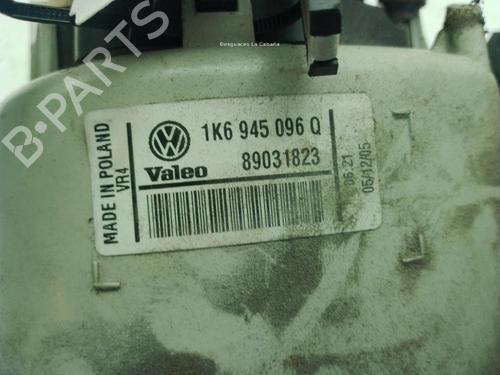 Desguaces La Cabaña
B-PARTS
MADE IN POLAND
VR4
1K6 945 096 Q
Valeo
89031823
06:21
05/12/05